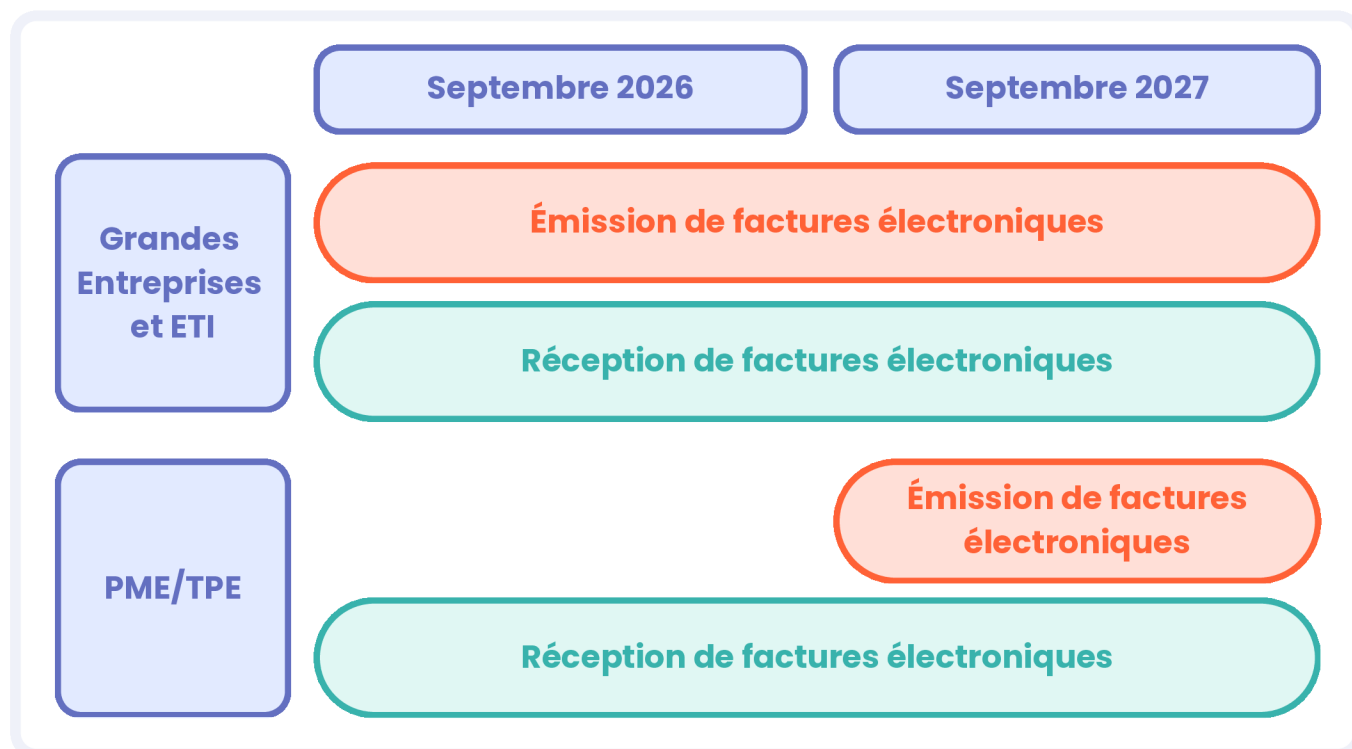 Septembre 2026
Septembre 2027
Grandes
Entreprises
et ETI
Émission de factures électroniques
Réception de factures électroniques
PME/TPE
Émission de factures
électroniques
Réception de factures électroniques